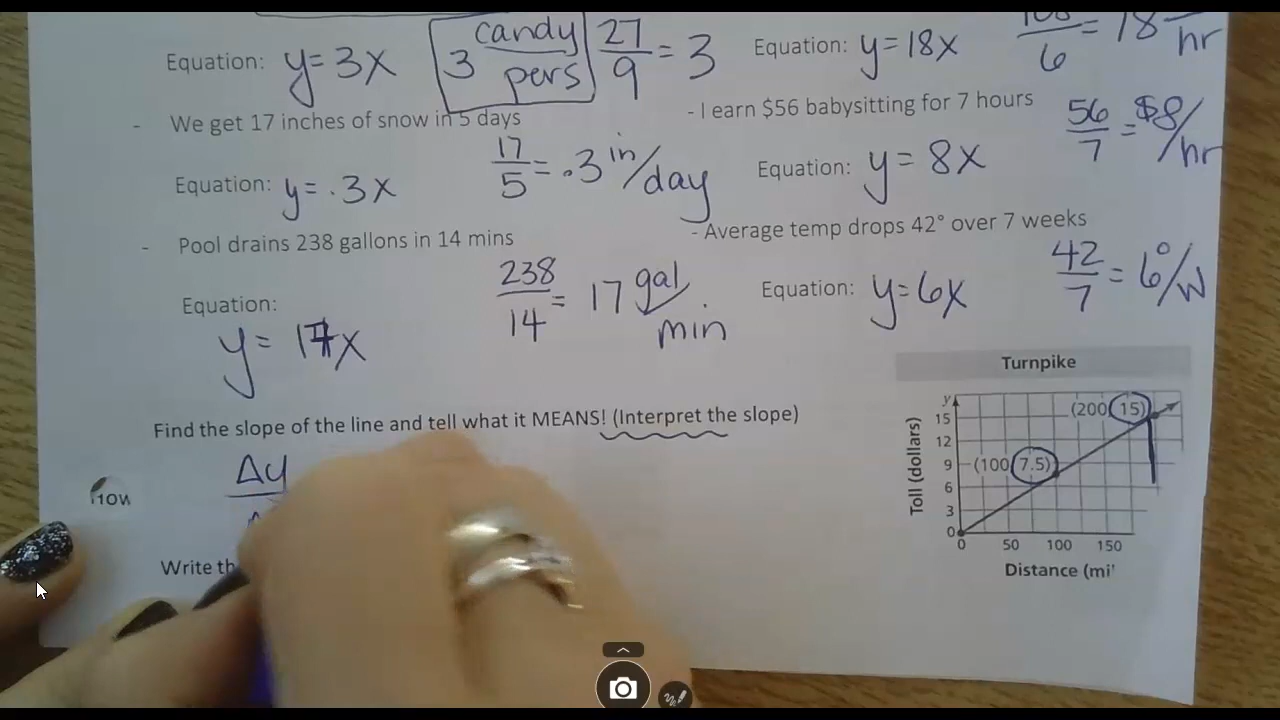 Equation: y=3x
3 candy/pers
27/9 = 3
Equation: y=18x
/6 = 18 /hr
- We get 17 inches of snow in 5 days
17/5 = .3 in/day
Equation: y= .3x
- I earn $56 babysitting for 7 hours
56/7 = $8/hr
Equation: y= 8x
- Pool drains 238 gallons in 14 mins
238/14 = 17 gal/min
Equation:
y= 17x
- Average temp drops 42° over 7 weeks
42/7 = 6°/W
Equation: y=6x
Find the slope of the line and tell what it MEANS! (Interpret the slope)
Δy
Write th
Turnpike
y
Toll (dollars)
15
12
9
6
3
0
(200, 15)
(100, 7.5)
0 50 100 150
Distance (mi